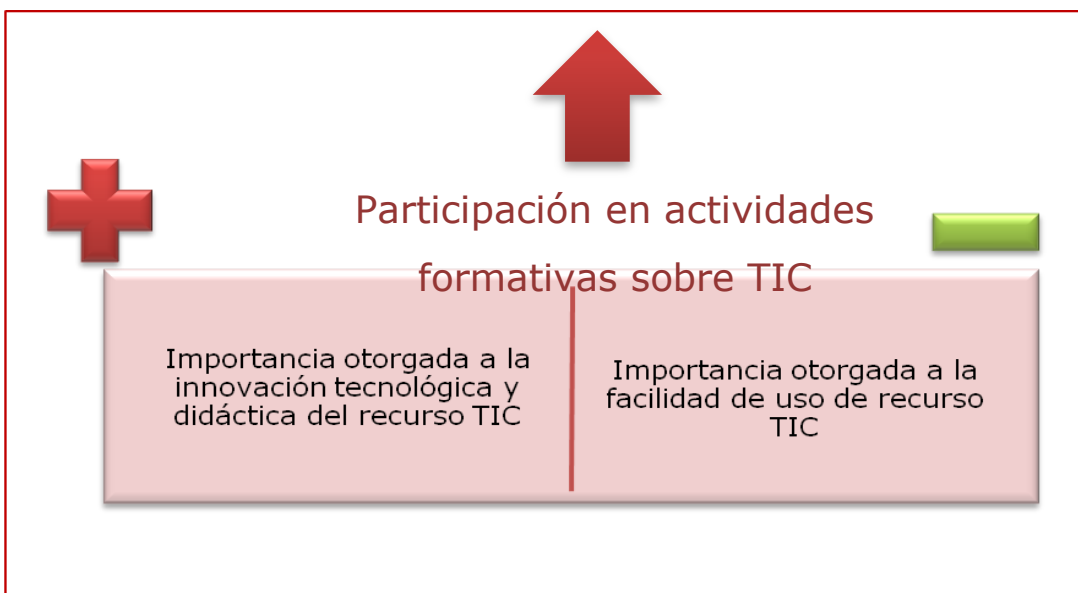 Participación en actividades
formativas sobre TIC
Importancia otorgada a la
innovación tecnológica y
didáctica del recurso TIC
Importancia otorgada a la
facilidad de uso de recurso
TIC